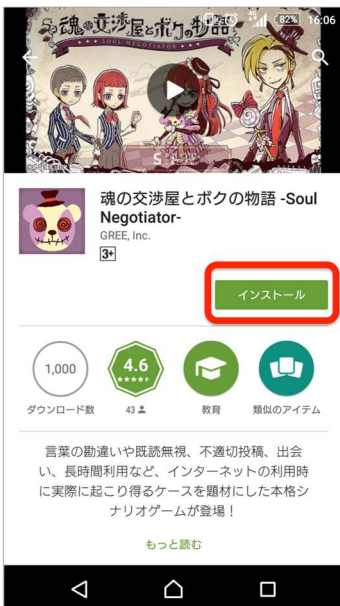 82% 16:06
魂の交渉屋とボクの物語
SOUL NEGOTIATOR
魂の交渉屋とボクの物語 -Soul
Negotiator-
GREE, Inc.
3+
インストール
1,000
4.6
ダウンロード数
43
教育
類似のアイテム
言葉の勘違いや既読無視、不適切投稿、出会
い、長時間利用など、インターネットの利用時
に実際に起こり得るケースを題材にした本格シ
ナリオゲームが登場！
もっと読む